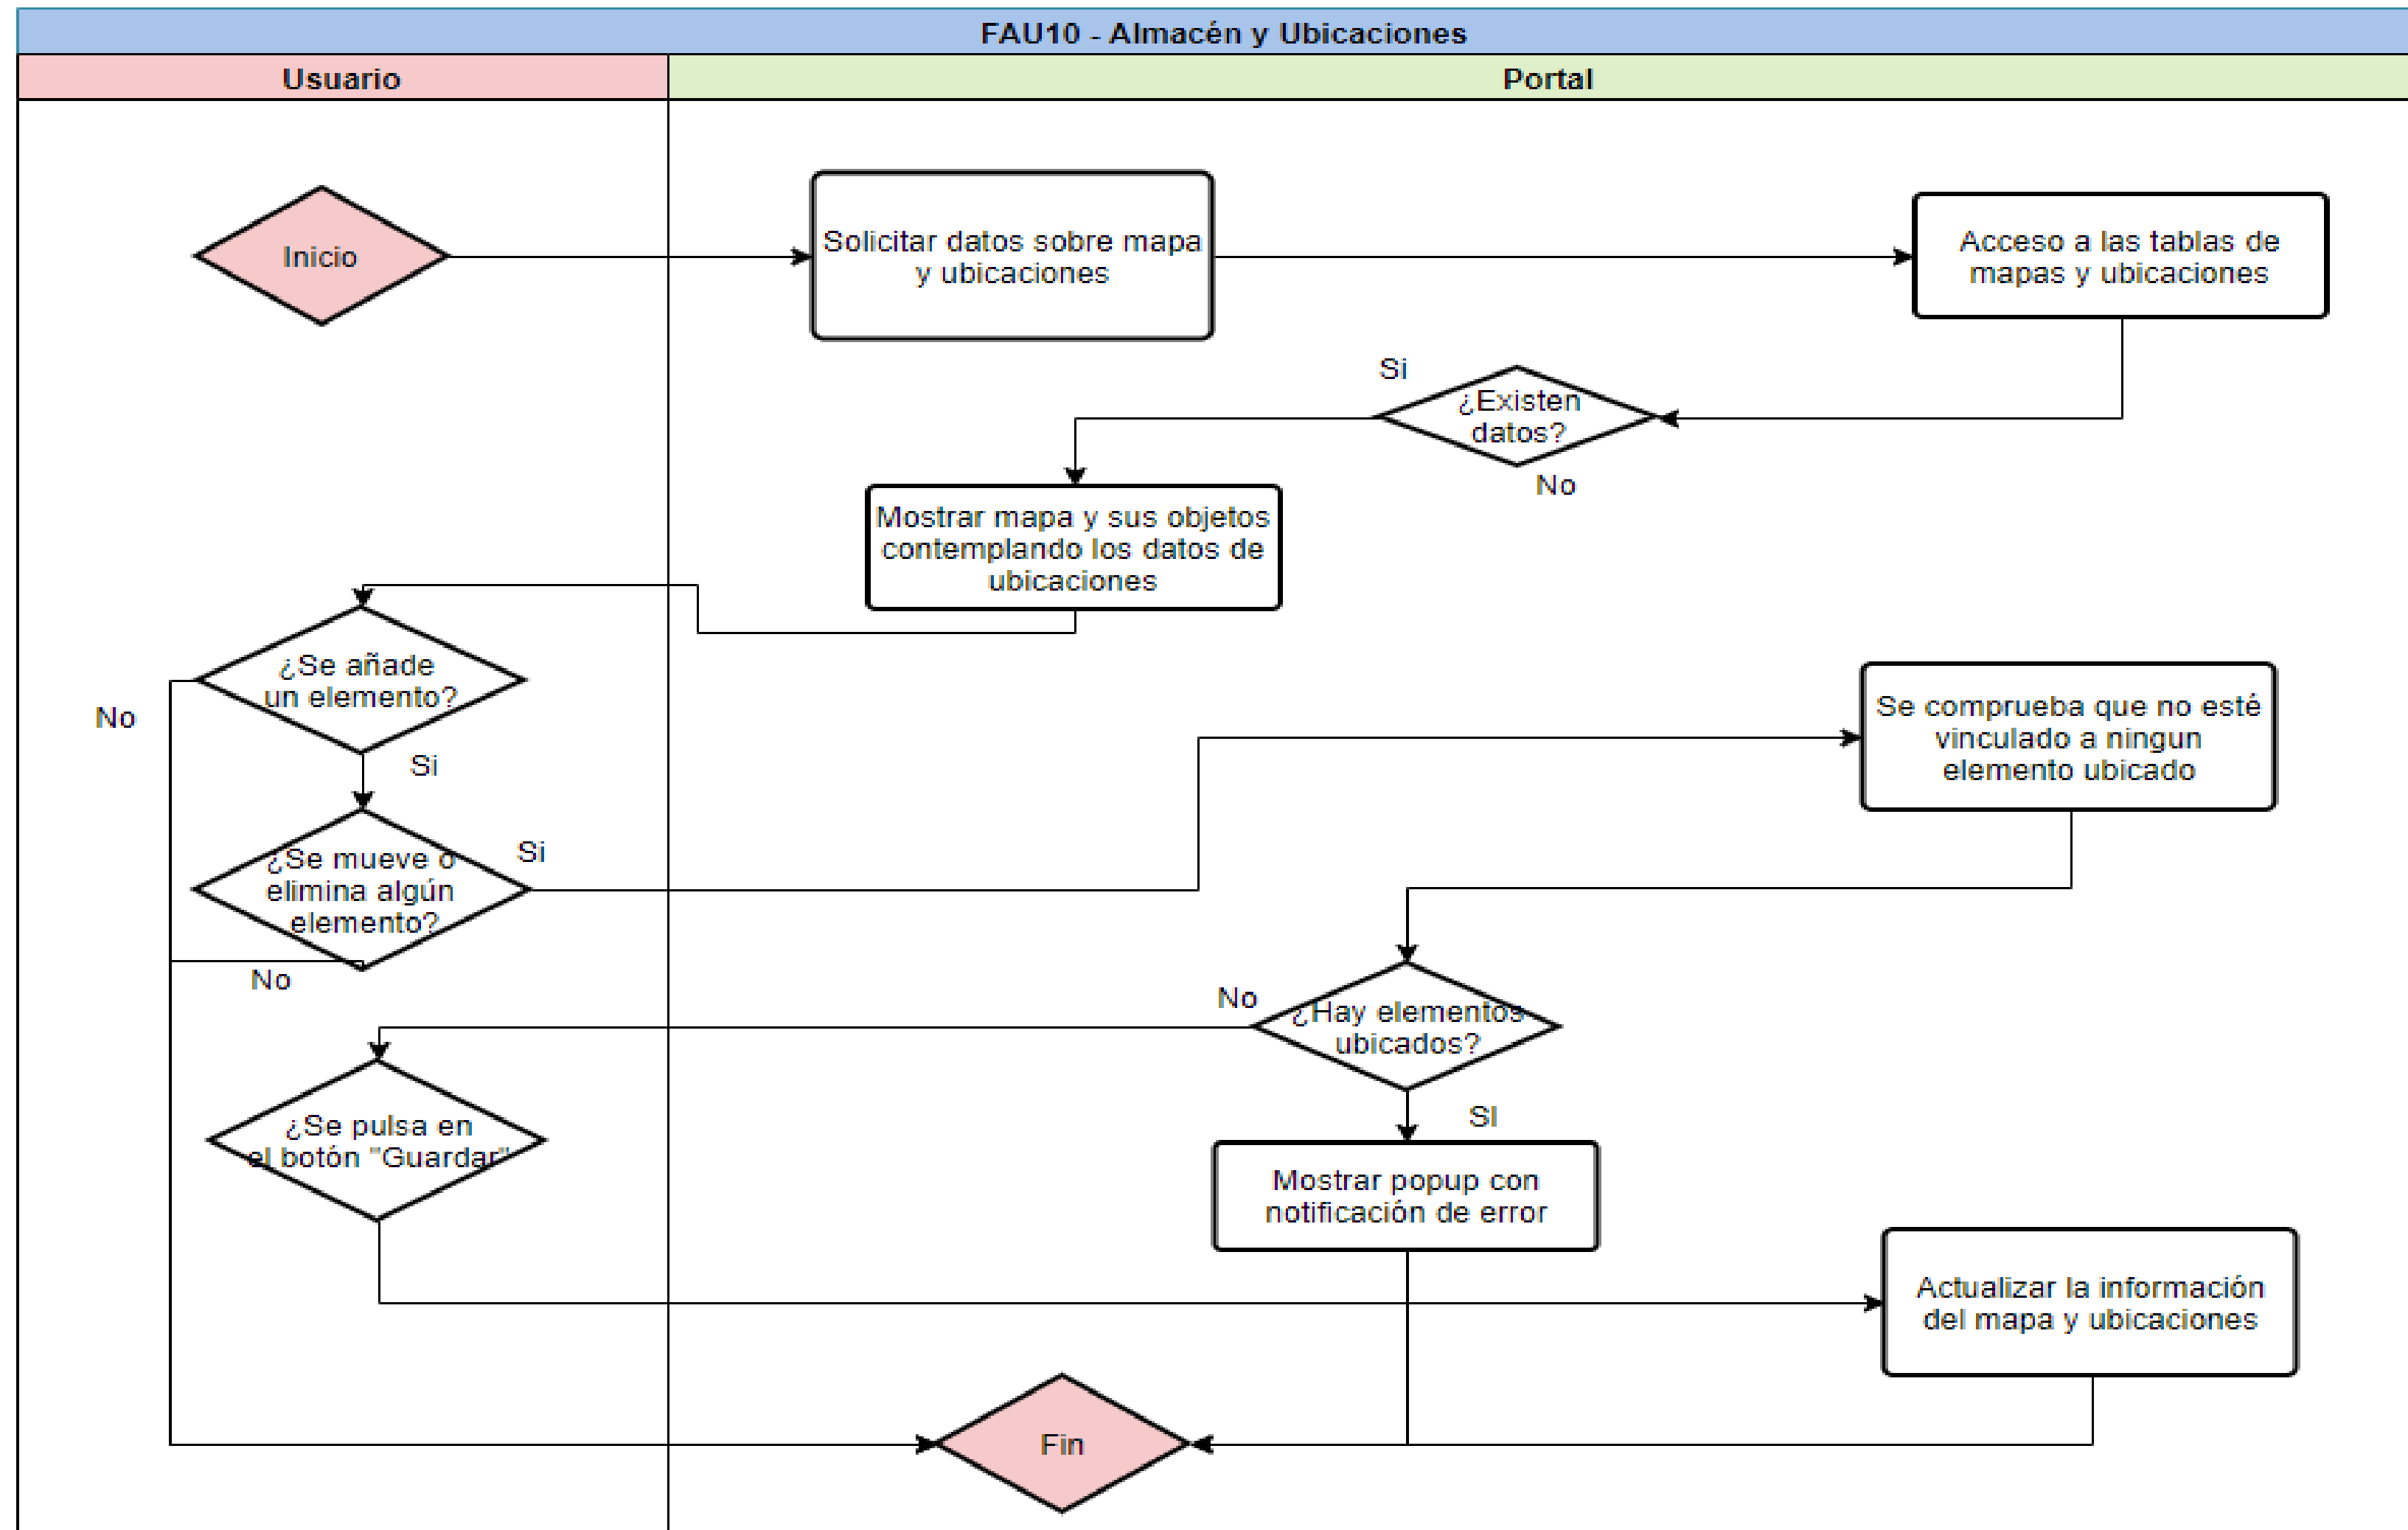 FAU10 - Almacén y Ubicaciones
Usuario
Portal
Inicio
Solicitar datos sobre mapa
y ubicaciones
Acceso a las tablas de
mapas y ubicaciones
Si
¿Existen
datos?
No
Mostrar mapa y sus objetos
contemplando los datos de
ubicaciones
¿Se añade
un elemento?
No
Si
Se comprueba que no esté
vinculado a ningun
elemento ubicado
¿Se mueve o
elimina algún
elemento?
Si
No
No
¿Hay elementos
ubicados?
SI
¿Se pulsa en
el botón "Guardar"
Mostrar popup con
notificación de error
Actualizar la información
del mapa y ubicaciones
Fin